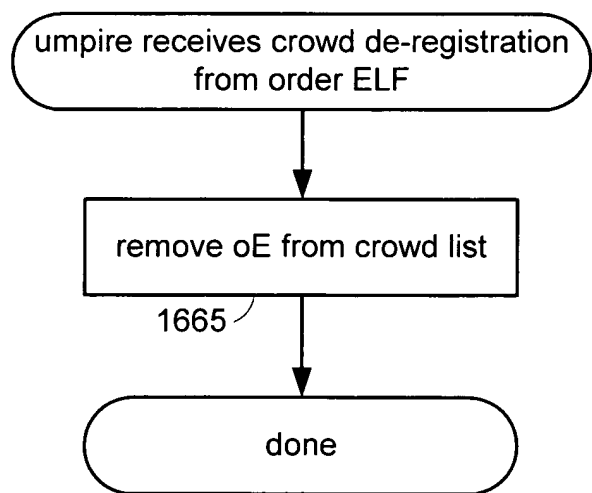 umpire receives crowd de-registration
from order ELF
remove oE from crowd list
1665
done